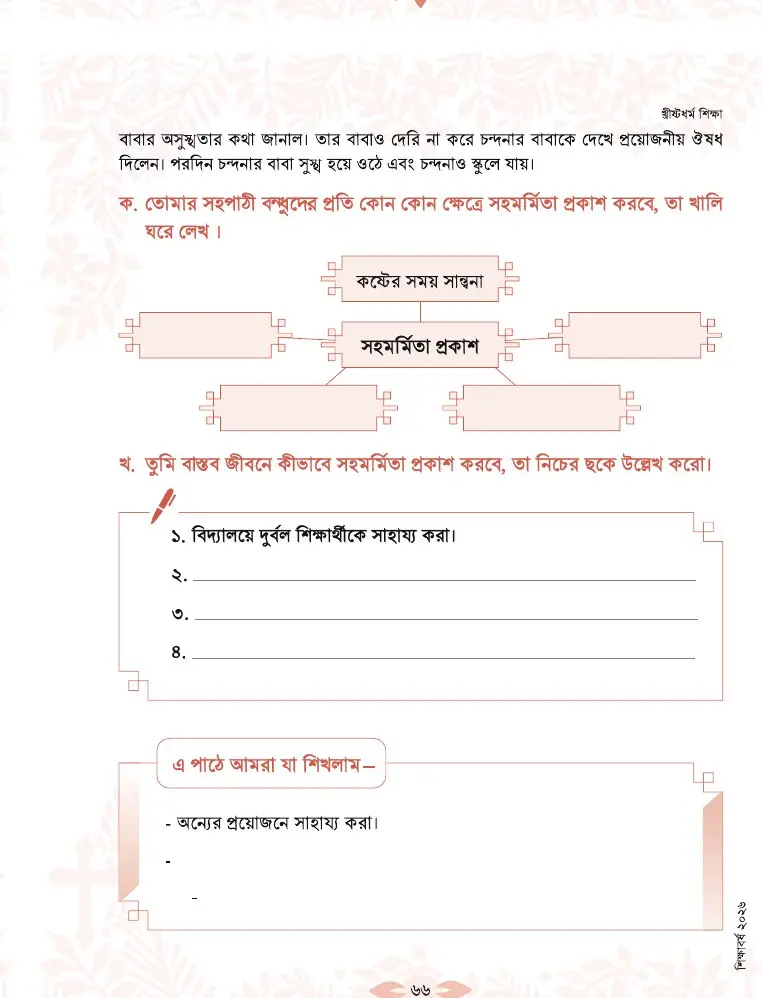 খ্রীষ্টধর্ম শিক্ষা
বাবার অসুস্থতার কথা জানাল। তার বাবাও দেরি না করে চন্দনার বাবাকে দেখে প্রয়োজনীয় ঔষধ
দিলেন। পরদিন চন্দনার বাবা সুস্থ হয়ে ওঠে এবং চন্দনাও স্কুলে যায়।
ক. তোমার সহপাঠী বন্ধুদের প্রতি কোন কোন ক্ষেত্রে সহমর্মিতা প্রকাশ করবে, তা খালি
ঘরে লেখ ।
কষ্টের সময় সান্ত্বনা
সহমর্মিতা প্রকাশ
খ. তুমি বাস্তব জীবনে কীভাবে সহমর্মিতা প্রকাশ করবে, তা নিচের ছকে উল্লেখ করো।
১. বিদ্যালয়ে দুর্বল শিক্ষার্থীকে সাহায্য করা।
২.
৩.
৪.
এ পাঠে আমরা যা শিখলাম–
- অন্যের প্রয়োজনে সাহায্য করা।
-
-
শিক্ষাবর্ষ ২০২৬
৬৬